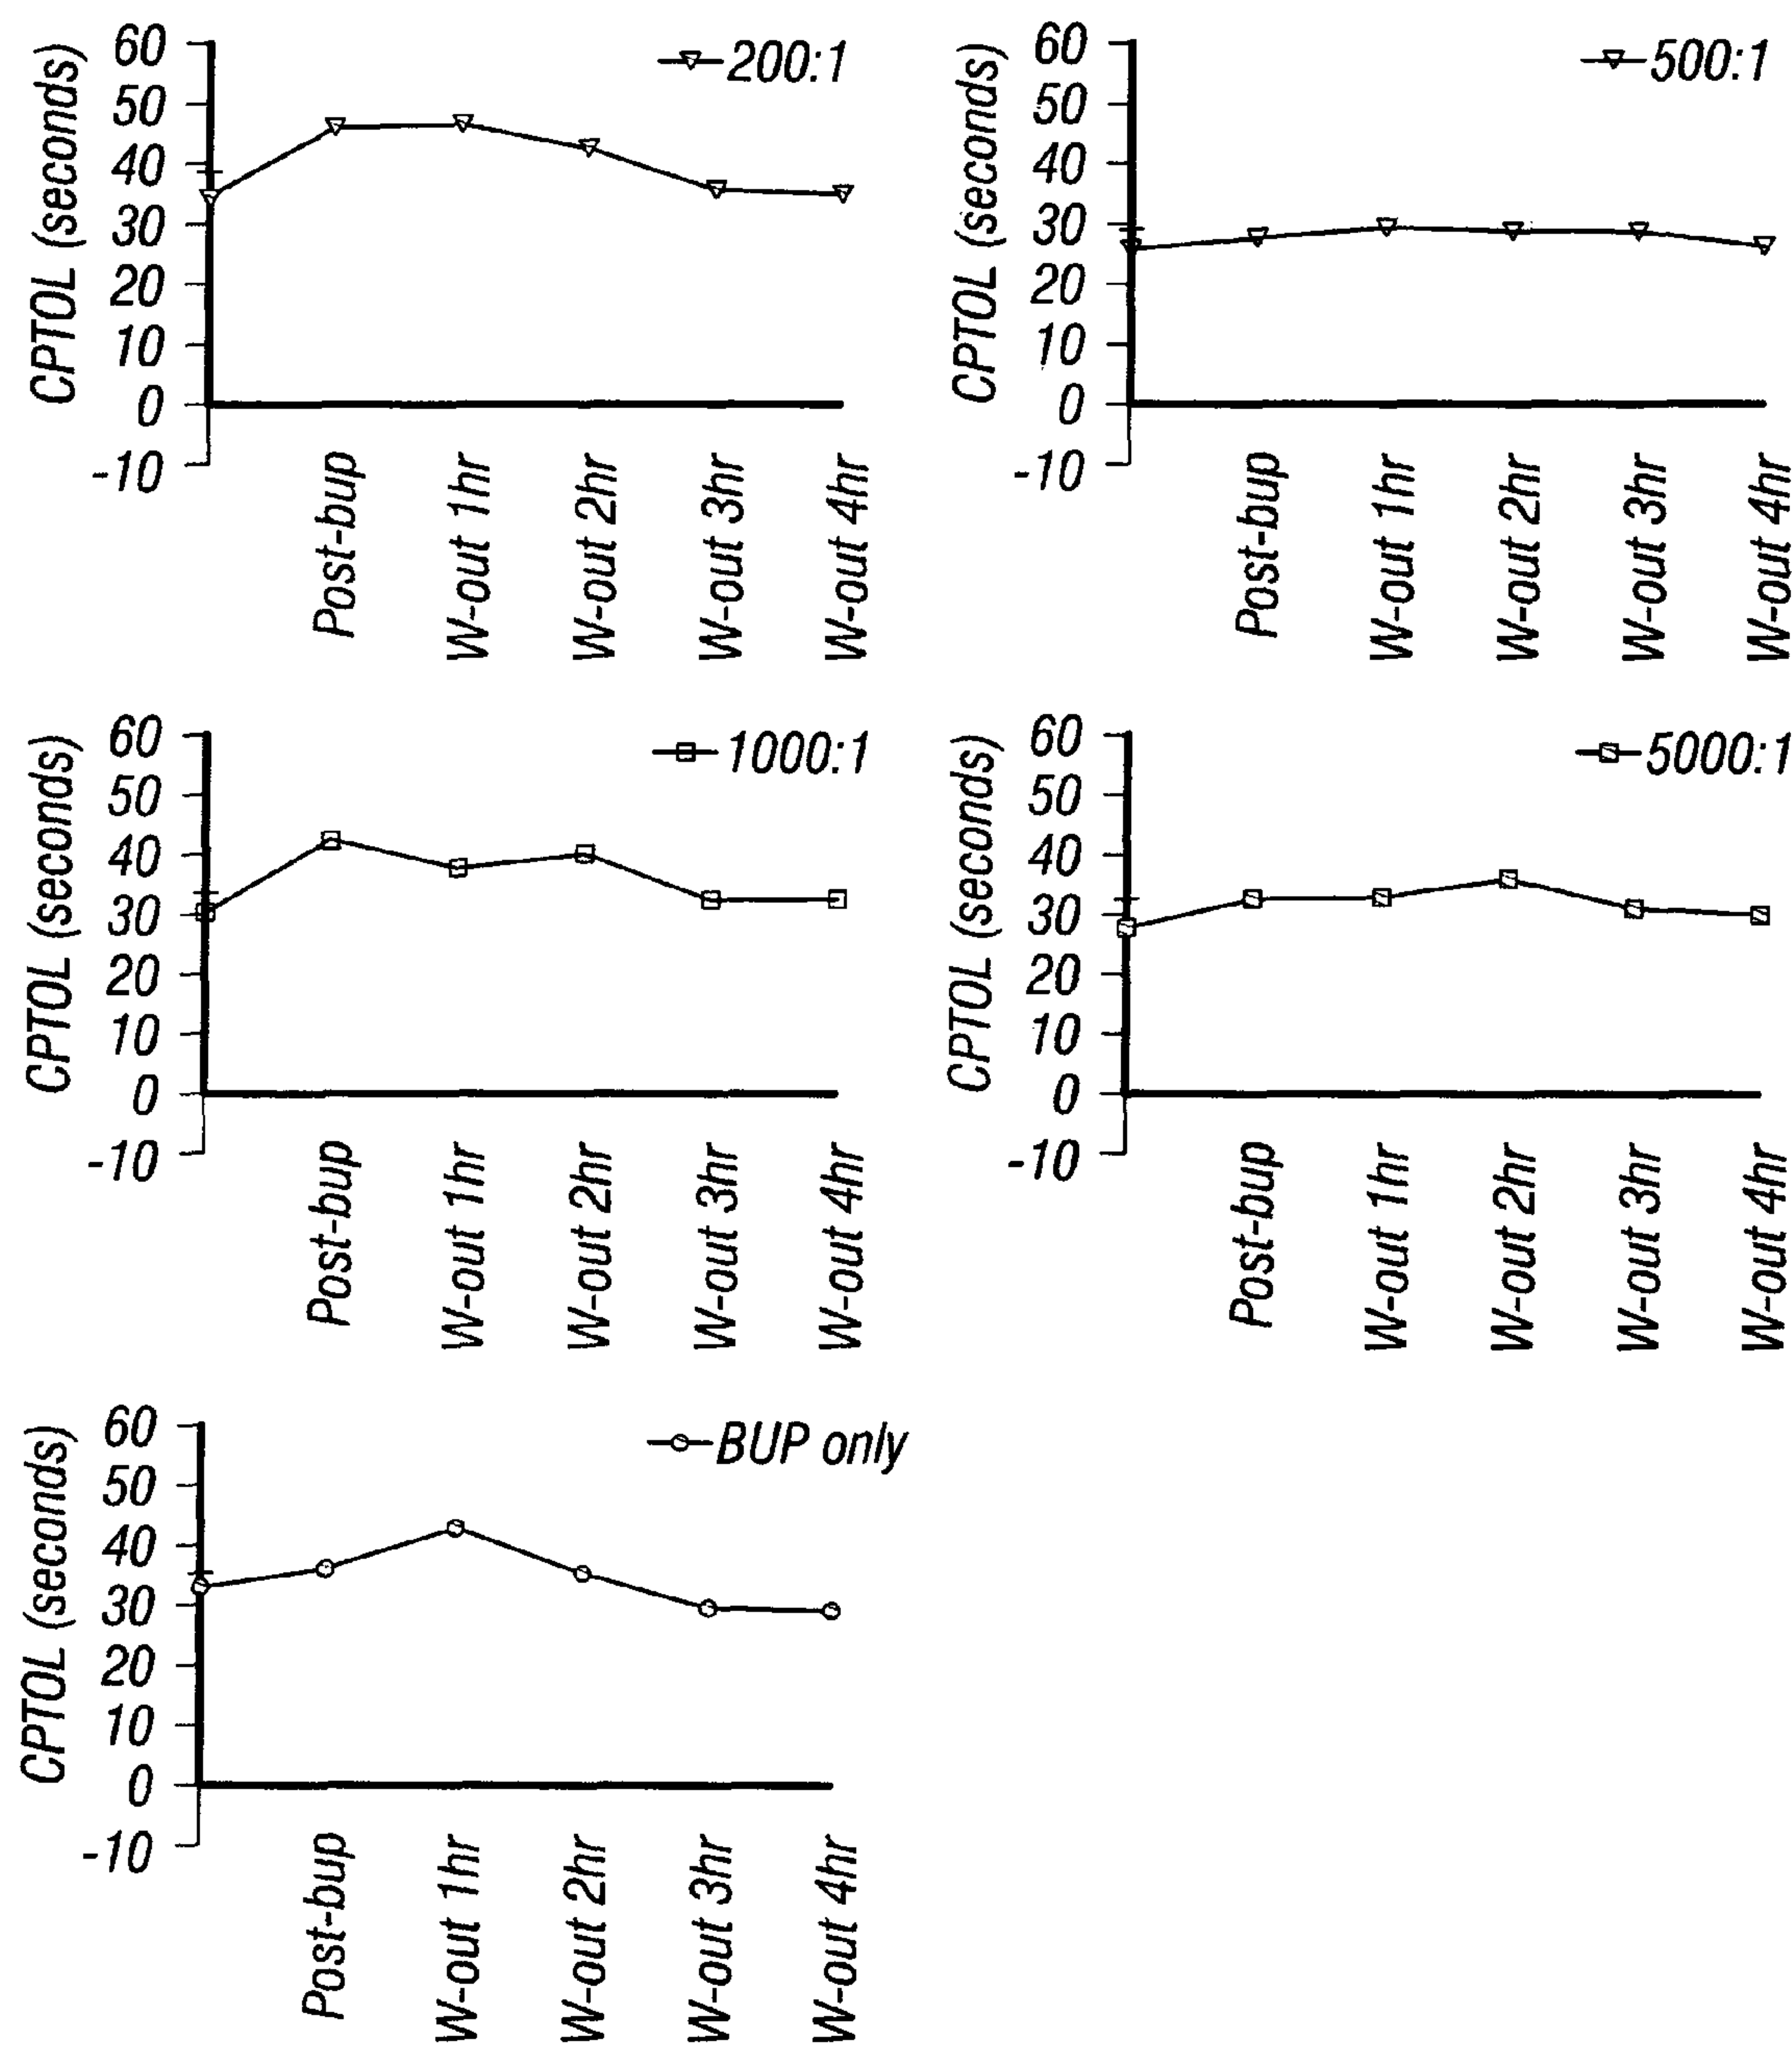 CPTOL (seconds)
60
50
40
30
20
10
0
-10
200:1
Post-bup
W-out 1hr
W-out 2hr
W-out 3hr
W-out 4hr
CPTOL (seconds)
60
50
40
30
20
10
0
-10
500:1
Post-bup
W-out 1hr
W-out 2hr
W-out 3hr
W-out 4hr
CPTOL (seconds)
60
50
40
30
20
10
0
-10
1000:1
Post-bup
W-out 1hr
W-out 2hr
W-out 3hr
W-out 4hr
CPTOL (seconds)
60
50
40
30
20
10
0
-10
5000:1
Post-bup
W-out 1hr
W-out 2hr
W-out 3hr
W-out 4hr
CPTOL (seconds)
60
50
40
30
20
10
0
-10
BUP only
Post-bup
W-out 1hr
W-out 2hr
W-out 3hr
W-out 4hr